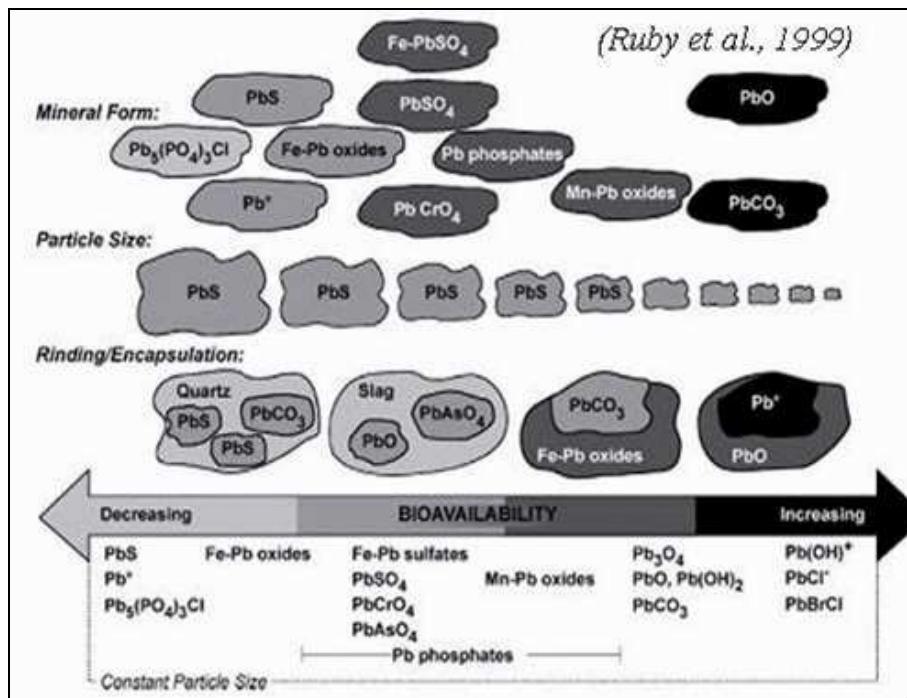 (Ruby et al., 1999)
Fe-PbSO₄
PbS
PbSO₄
PbO
Mineral Form:
Pb₅(PO₄)₃Cl
Fe-Pb oxides
Pb phosphates
Mn-Pb oxides
Pb*
Pb CrO₄
PbCO₃
Particle Size:
PbS PbS PbS PbS PbS
Rinding/Encapsulation:
Quartz
PbS
PbCO₃
PbS
Slag
PbAsO₄
PbO
PbCO₃
Fe-Pb oxides
Pb*
PbO
Decreasing BIOAVAILABILITY Increasing
PbS Fe-Pb oxides Fe-Pb sulfates Pb₃O₄ Pb(OH)⁺
Pb* PbSO₄ Mn-Pb oxides PbO, Pb(OH)₂ PbCl⁺
Pb₅(PO₄)₃Cl PbCrO₄ PbCO₃ PbBrCl
PbAsO₄
Pb phosphates
Constant Particle Size